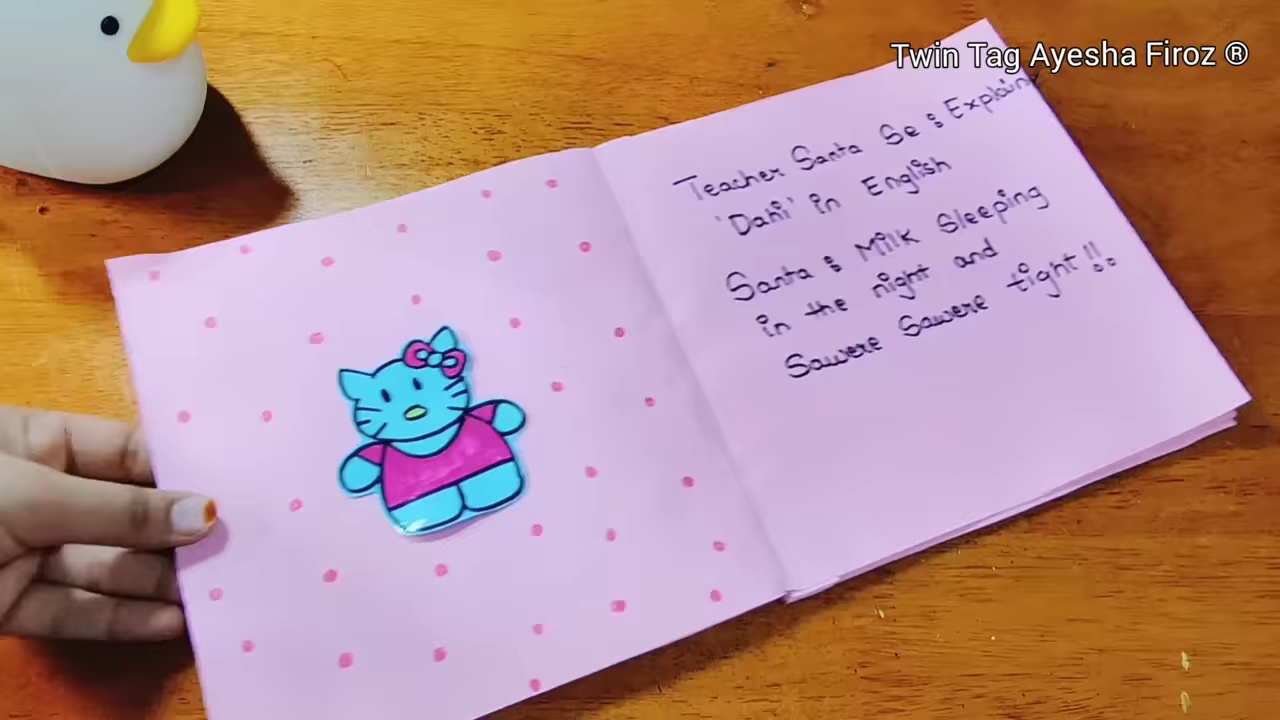 Twin Tag Ayesha Firoz ®
Teacher Santa Se : Explain
'Dahi' in English
Santa : Milk Sleeping
in the night and
Sawere Sawere tight !!